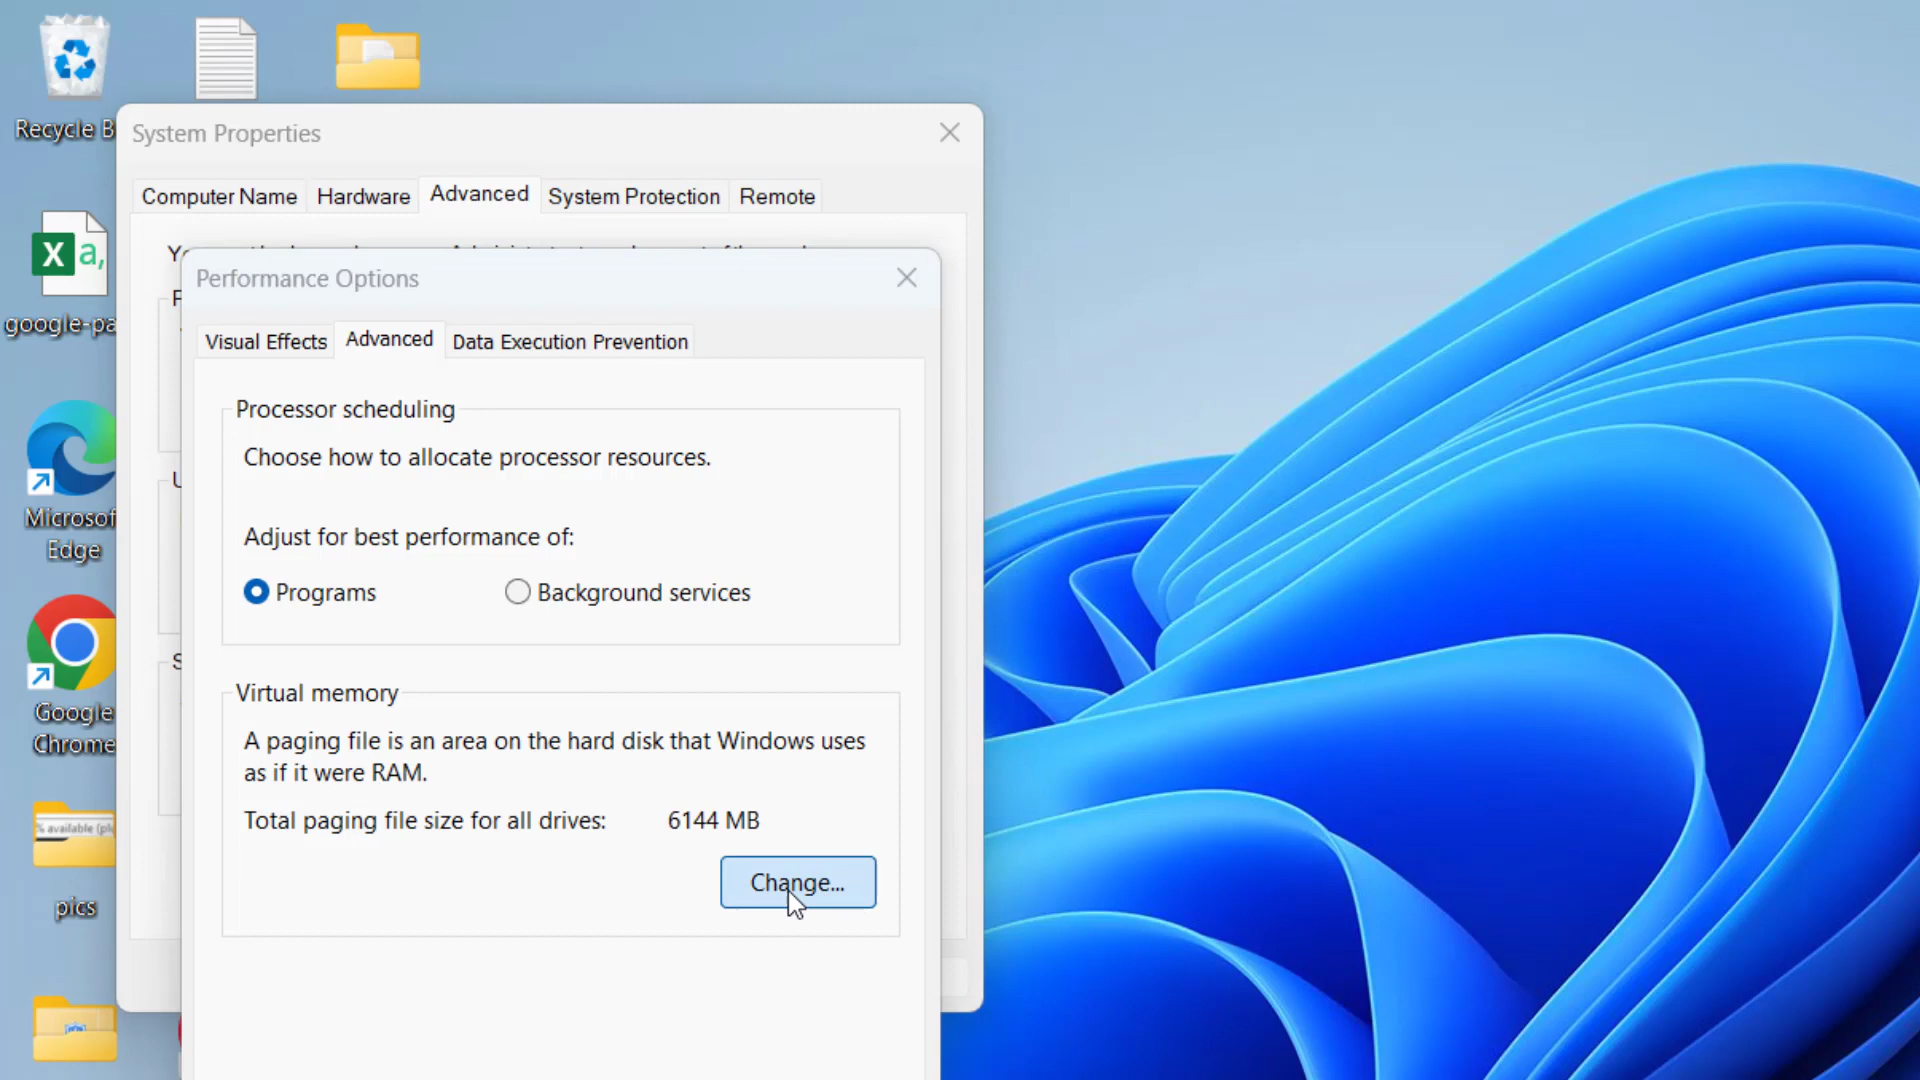 Recycle B
System Properties
Computer Name
Hardware
Advanced
System Protection
Remote
Performance Options
Visual Effects
Advanced
Data Execution Prevention
Processor scheduling
Choose how to allocate processor resources.
Adjust for best performance of:
Programs
Background services
Virtual memory
A paging file is an area on the hard disk that Windows uses
as if it were RAM.
Total paging file size for all drives:
6144 MB
Change...
X a,
google-pa
Microsof
Edge
Google
Chrome
% available (pl
pics